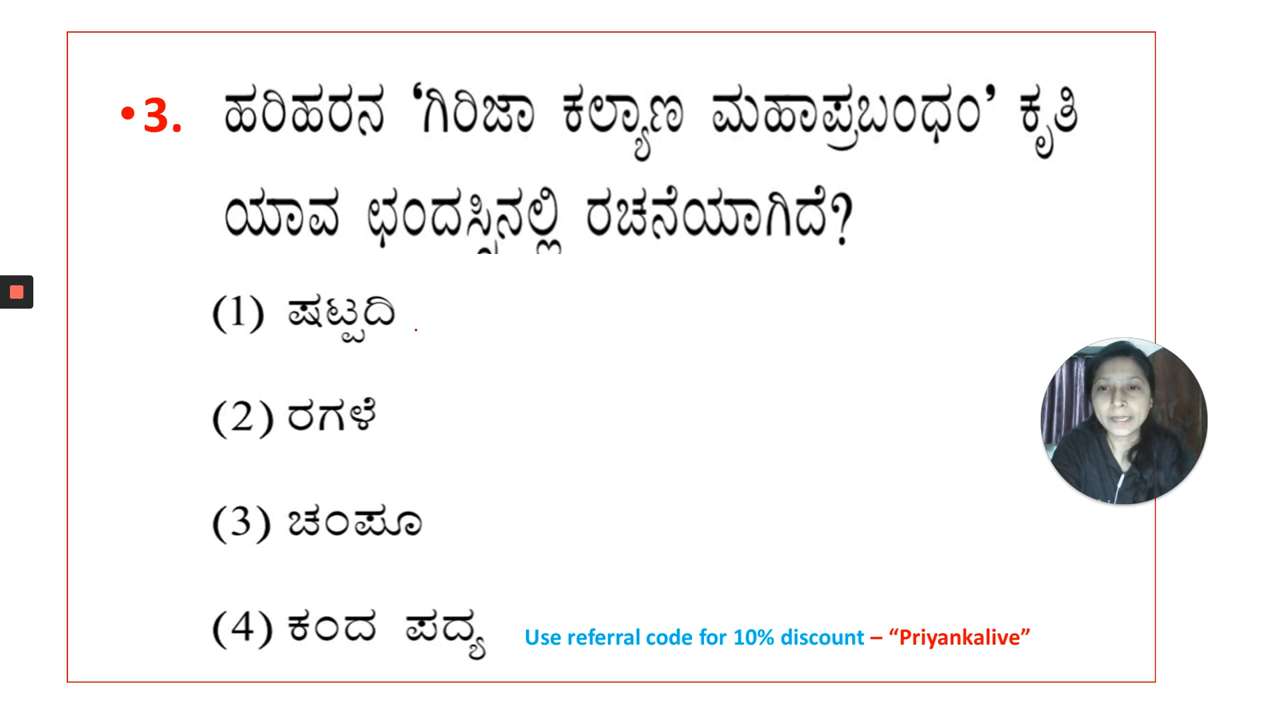 •3. ಹರಿಹರನ ‘ಗಿರಿಜಾ ಕಲ್ಯಾಣ ಮಹಾಪ್ರಬಂಧಂ’ ಕೃತಿ
ಯಾವ ಛಂದಸ್ಸಿನಲ್ಲಿ ರಚನೆಯಾಗಿದೆ?
(1) ಷಟ್ಪದಿ
(2) ರಗಳೆ
(3) ಚಂಪೂ
(4) ಕಂದ ಪದ್ಯ
Use referral code for 10% discount – “Priyankalive”